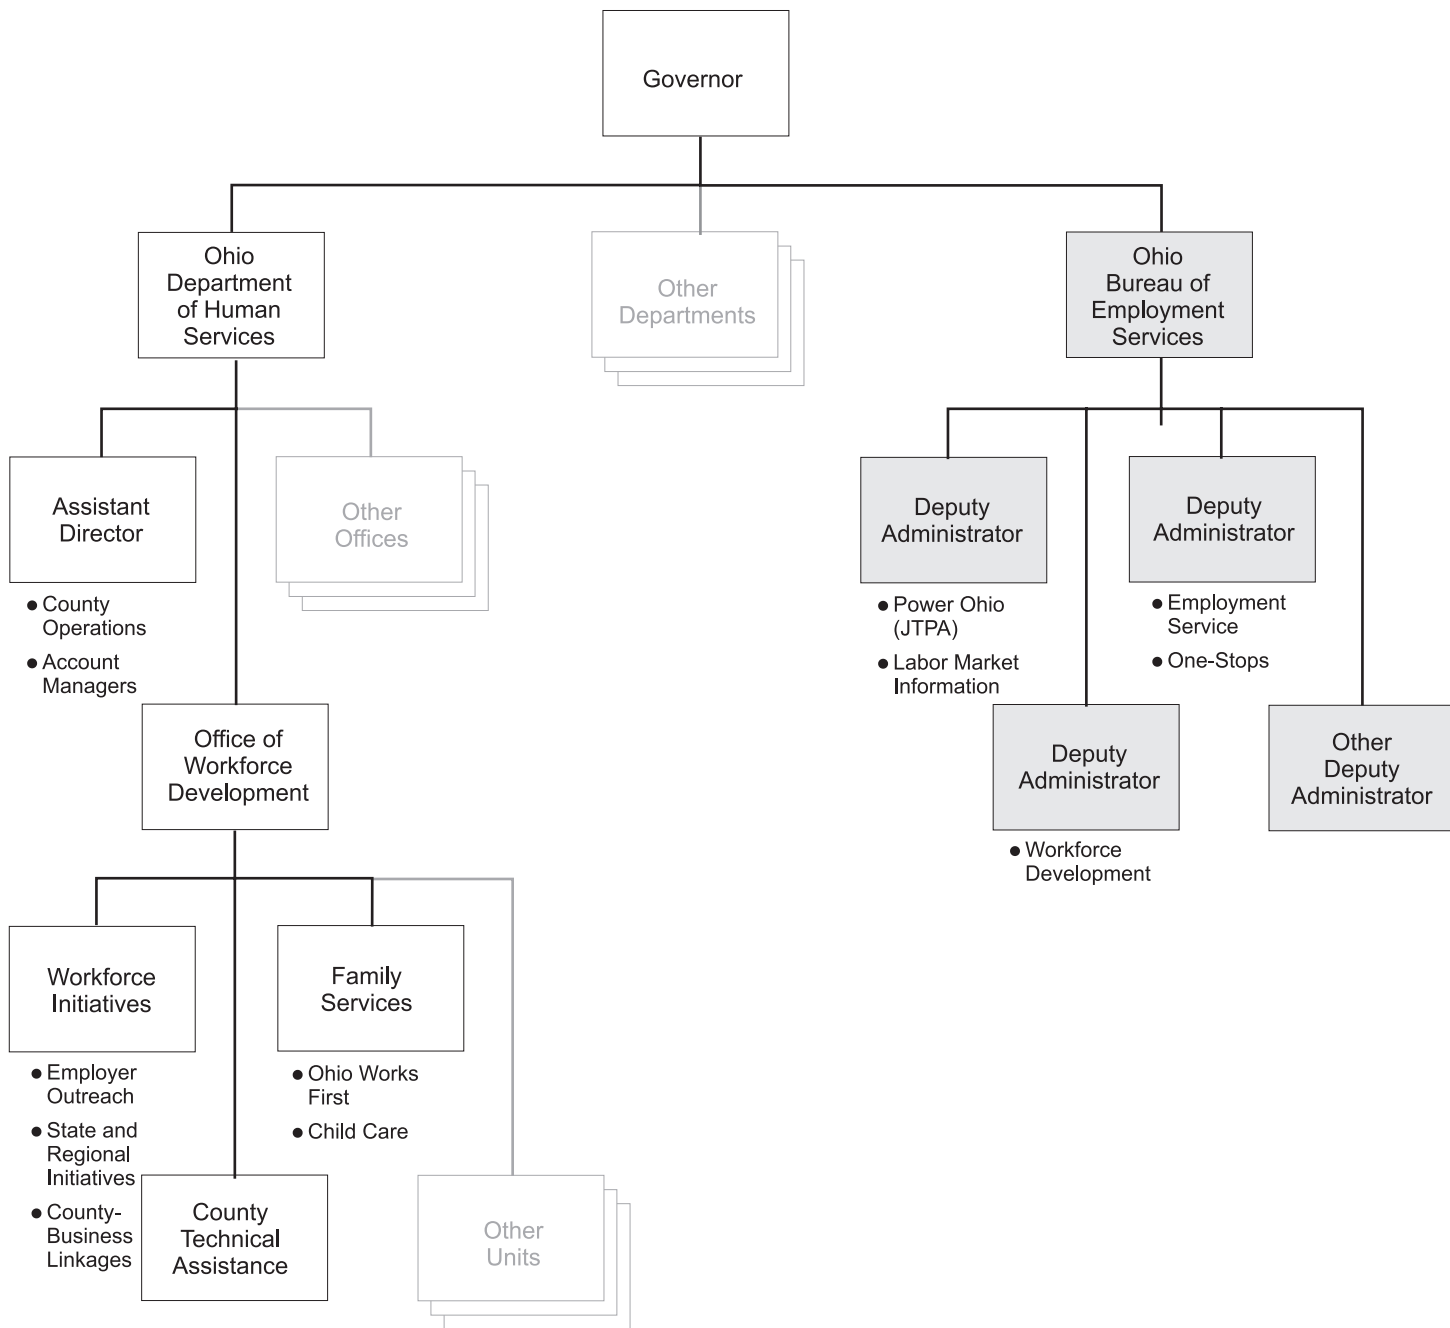 Governor
Ohio
Department
of Human
Services
Other
Departments
Ohio
Bureau of
Employment
Services
Assistant
Director
● County
Operations
● Account
Managers
Other
Offices
Deputy
Administrator
● Power Ohio
(JTPA)
● Labor Market
Information
Deputy
Administrator
● Employment
Service
● One-Stops
Office of
Workforce
Development
Deputy
Administrator
● Workforce
Development
Other
Deputy
Administrator
Workforce
Initiatives
● Employer
Outreach
● State and
Regional
Initiatives
● County-
Business
Linkages
Family
Services
● Ohio Works
First
● Child Care
County
Technical
Assistance
Other
Units